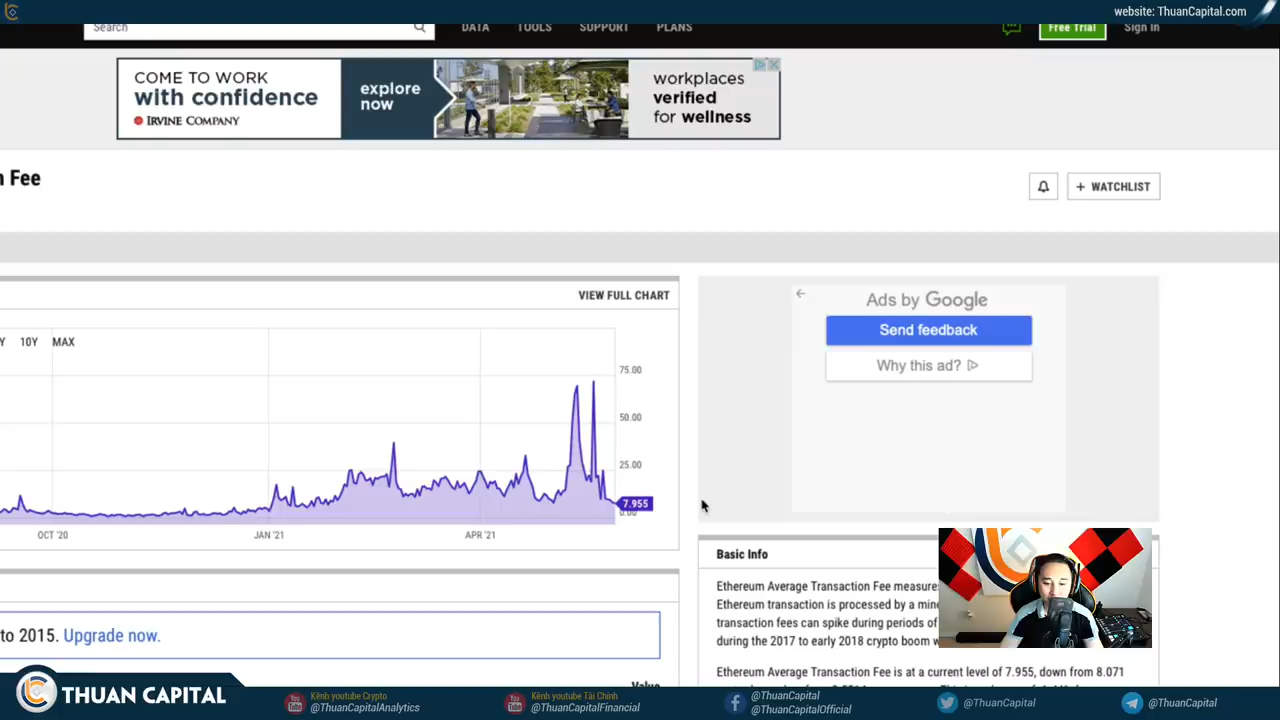 website: ThuanCapital.com
Search
DATA
TOOLS
SUPPORT
PLANS
Free Trial
Sign In
COME TO WORK
with confidence
IRVINE COMPANY
explore
now
workplaces
verified
for wellness
n Fee
+ WATCHLIST
VIEW FULL CHART
Y 10Y MAX
75.00
50.00
25.00
7.955
0.00
OCT '20
JAN '21
APR '21
Ads by Google
Send feedback
Why this ad?
Basic Info
Ethereum Average Transaction Fee measure
Ethereum transaction is processed by a mine
transaction fees can spike during periods of
during the 2017 to early 2018 crypto boom w
Ethereum Average Transaction Fee is at a current level of 7.955, down from 8.071
to 2015. Upgrade now.
Value
THUAN CAPITAL
Kênh youtube Crypto
@ThuanCapitalAnalytics
Kênh youtube Tài Chính
@ThuanCapitalFinancial
@ThuanCapital
@ThuanCapitalOfficial
@ThuanCapital
@ThuanCapital